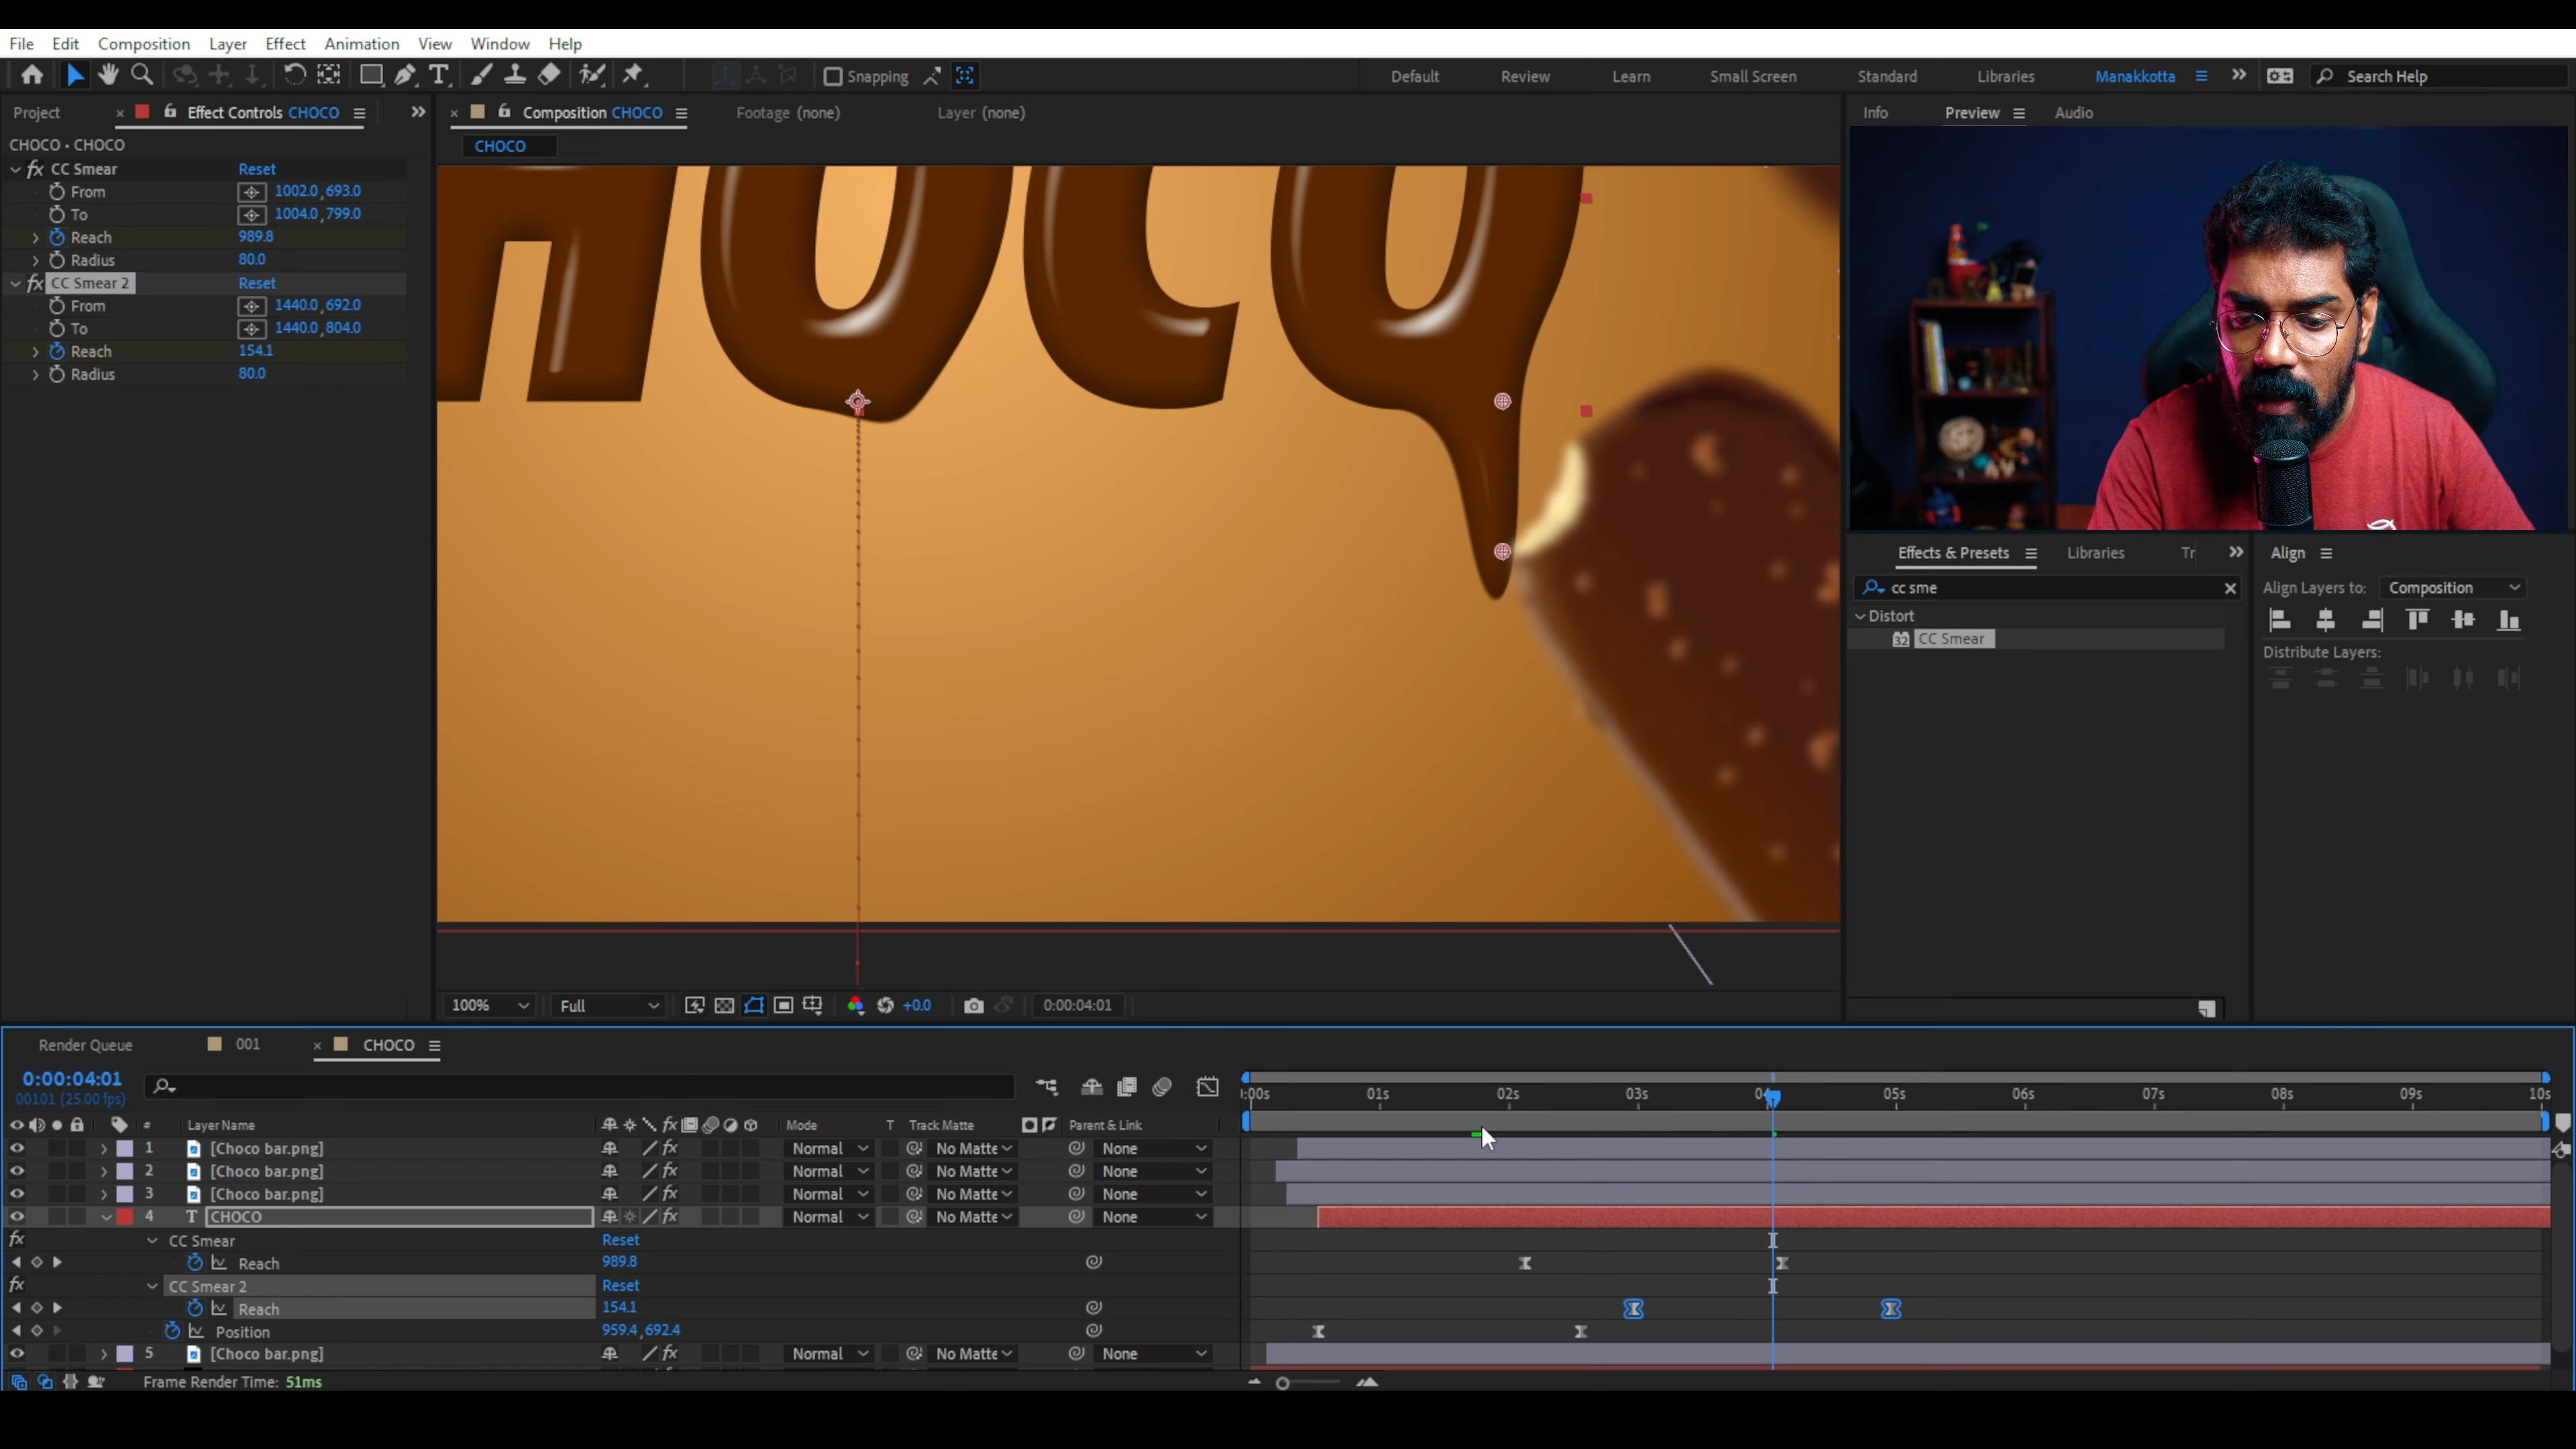 File Edit Composition Layer Effect Animation View Window Help
Snapping Default Review Learn Small Screen Standard Libraries Manakkotta Search Help
Project Effect Controls CHOCO
Composition CHOCO Footage (none) Layer (none)
Info Preview Audio
CHOCO • CHOCO
CHOCO
CC Smear Reset
From 1002.0,693.0
To 1004.0,799.0
Reach 989.8
Radius 80.0
CC Smear 2 Reset
From 1440.0,692.0
To 1440.0,804.0
Reach 154.1
Radius 80.0
HOCO
Effects & Presets Libraries Tr
cc sme
Distort
32 CC Smear
Align
Align Layers to: Composition
Distribute Layers:
100% Full +0.0 0:00:04:01
Render Queue 001 CHOCO
0:00:04:01
00101 (25.00 fps)
:00s 01s 02s 03s 04 05s 06s 07s 08s 09s 10s
# Layer Name Mode T Track Matte Parent & Link
1 [Choco bar.png] Normal No Matte None
2 [Choco bar.png] Normal No Matte None
3 [Choco bar.png] Normal No Matte None
4 T CHOCO Normal No Matte None
fx CC Smear Reset
Reach 989.8
fx CC Smear 2 Reset
Reach 154.1
Position 959.4,692.4
5 [Choco bar.png] Normal No Matte None
Frame Render Time: 51ms